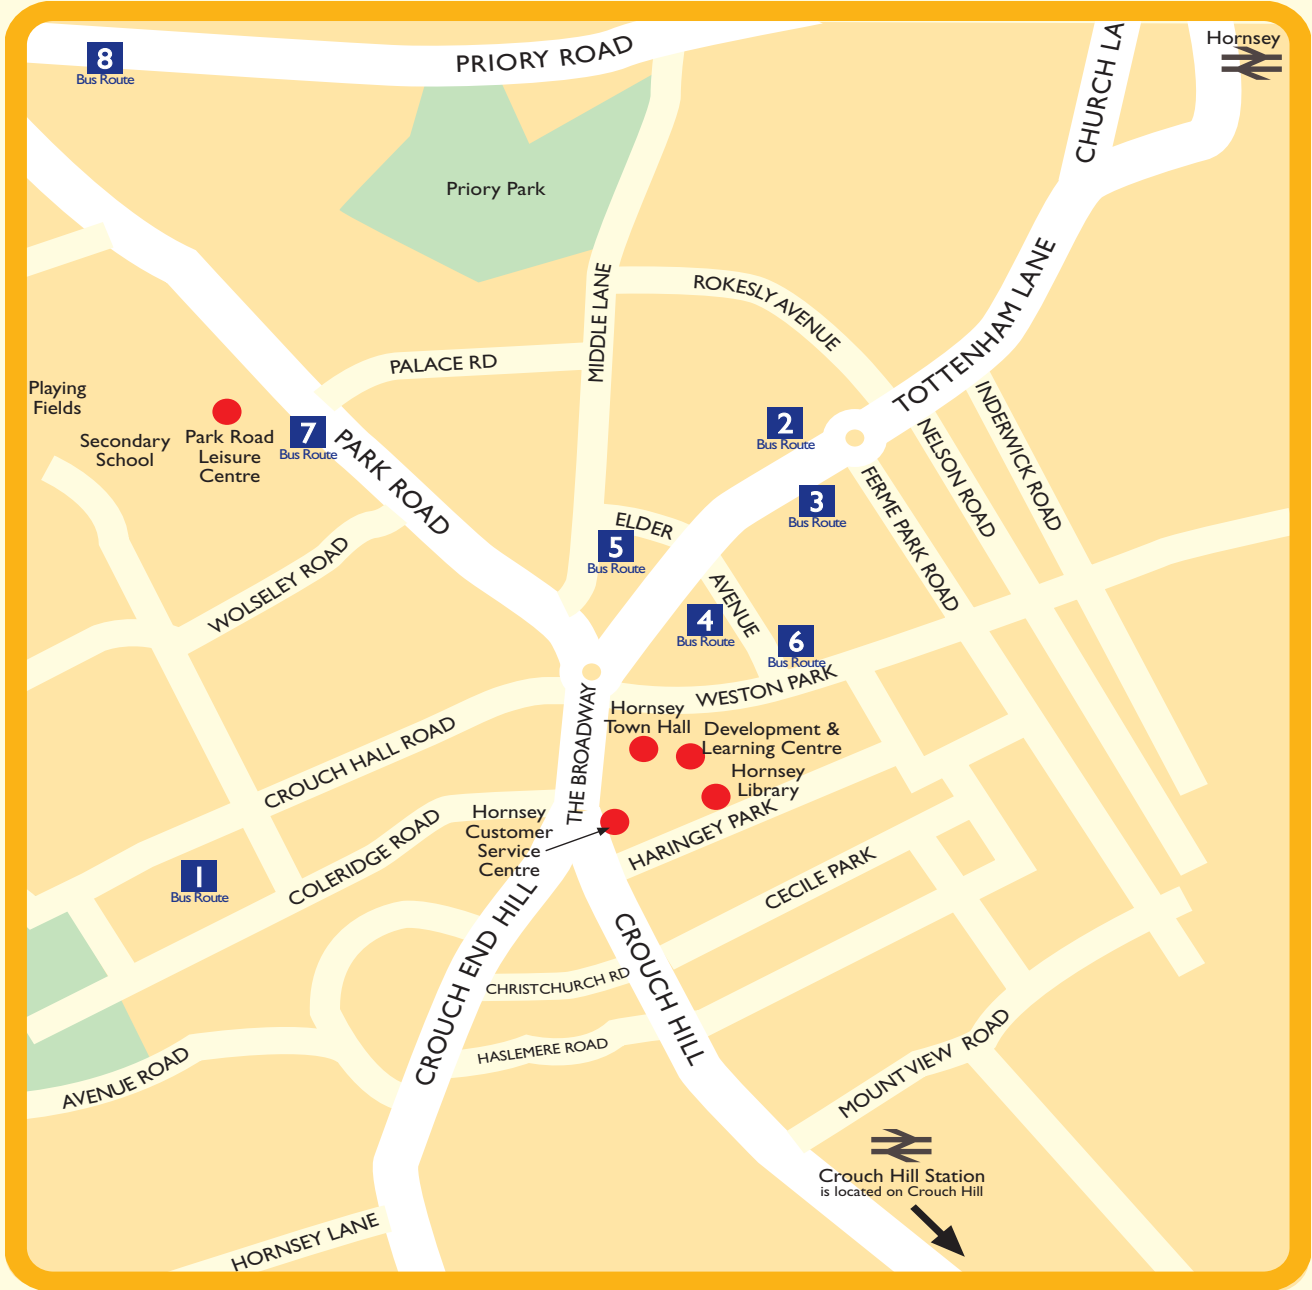 8
Bus Route
PRIORY ROAD
CHURCH LA
Hornsey
Priory Park
MIDDLE LANE
ROKESLY AVENUE
TOTTENHAM LANE
PALACE RD
Playing
Fields
Secondary
School
Park Road
Leisure
Centre
7
Bus Route
PARK ROAD
2
Bus Route
3
Bus Route
INDERWICK ROAD
NELSON ROAD
FERME PARK ROAD
ELDER
AVENUE
5
Bus Route
4
Bus Route
6
Bus Route
WOLSELEY ROAD
WESTON PARK
THE BROADWAY
Hornsey
Town Hall
Development &
Learning Centre
Hornsey
Library
CROUCH HALL ROAD
COLERIDGE ROAD
Hornsey
Customer
Service
Centre
HARINGEY PARK
CECILE PARK
1
Bus Route
CROUCH END HILL
CROUCH HILL
CHRISTCHURCH RD
HASLEMERE ROAD
AVENUE ROAD
MOUNT VIEW ROAD
Crouch Hill Station
is located on Crouch Hill
HORNSEY LANE